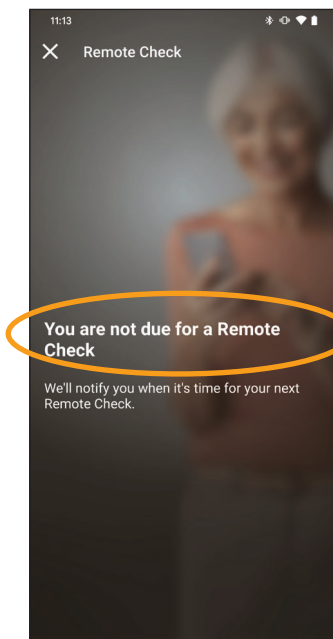 11:13
Remote Check
You are not due for a Remote
Check
We'll notify you when it's time for your next
Remote Check.